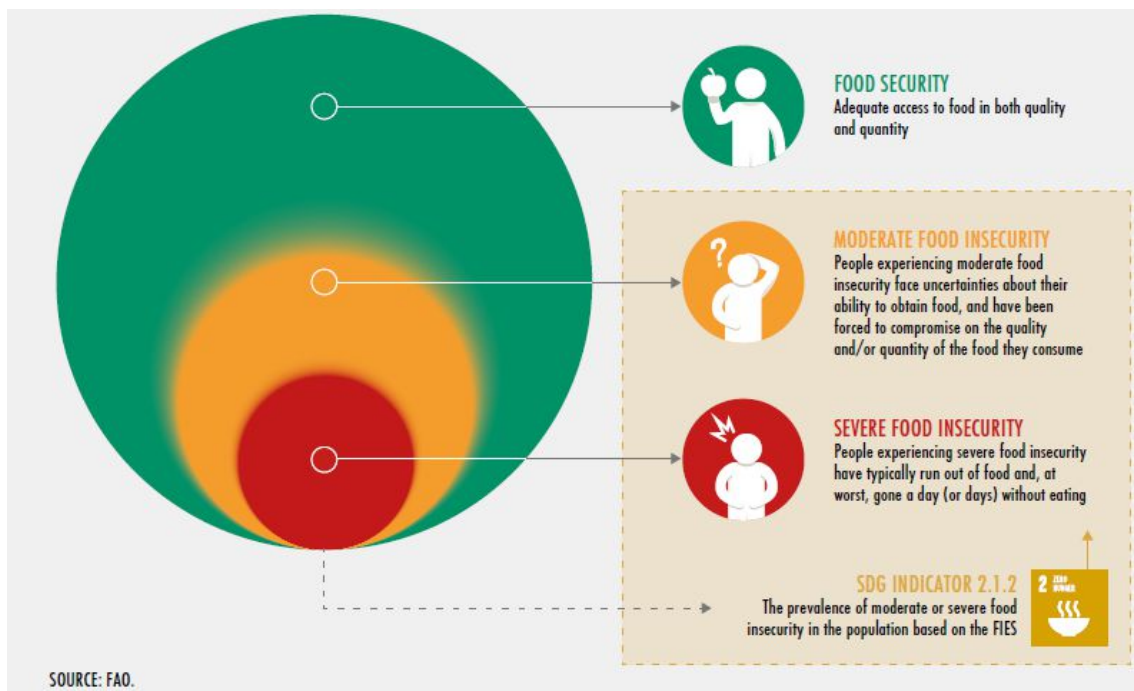 FOOD SECURITY
Adequate access to food in both quality
and quantity
?
MODERATE FOOD INSECURITY
People experiencing moderate food
insecurity face uncertainties about their
ability to obtain food, and have been
forced to compromise on the quality
and/or quantity of the food they consume
SEVERE FOOD INSECURITY
People experiencing severe food insecurity
have typically run out of food and, at
worst, gone a day (or days) without eating
SDG INDICATOR 2.1.2
The prevalence of moderate or severe food
insecurity in the population based on the FIES
2 ZERO
HUNGER
SOURCE: FAO.